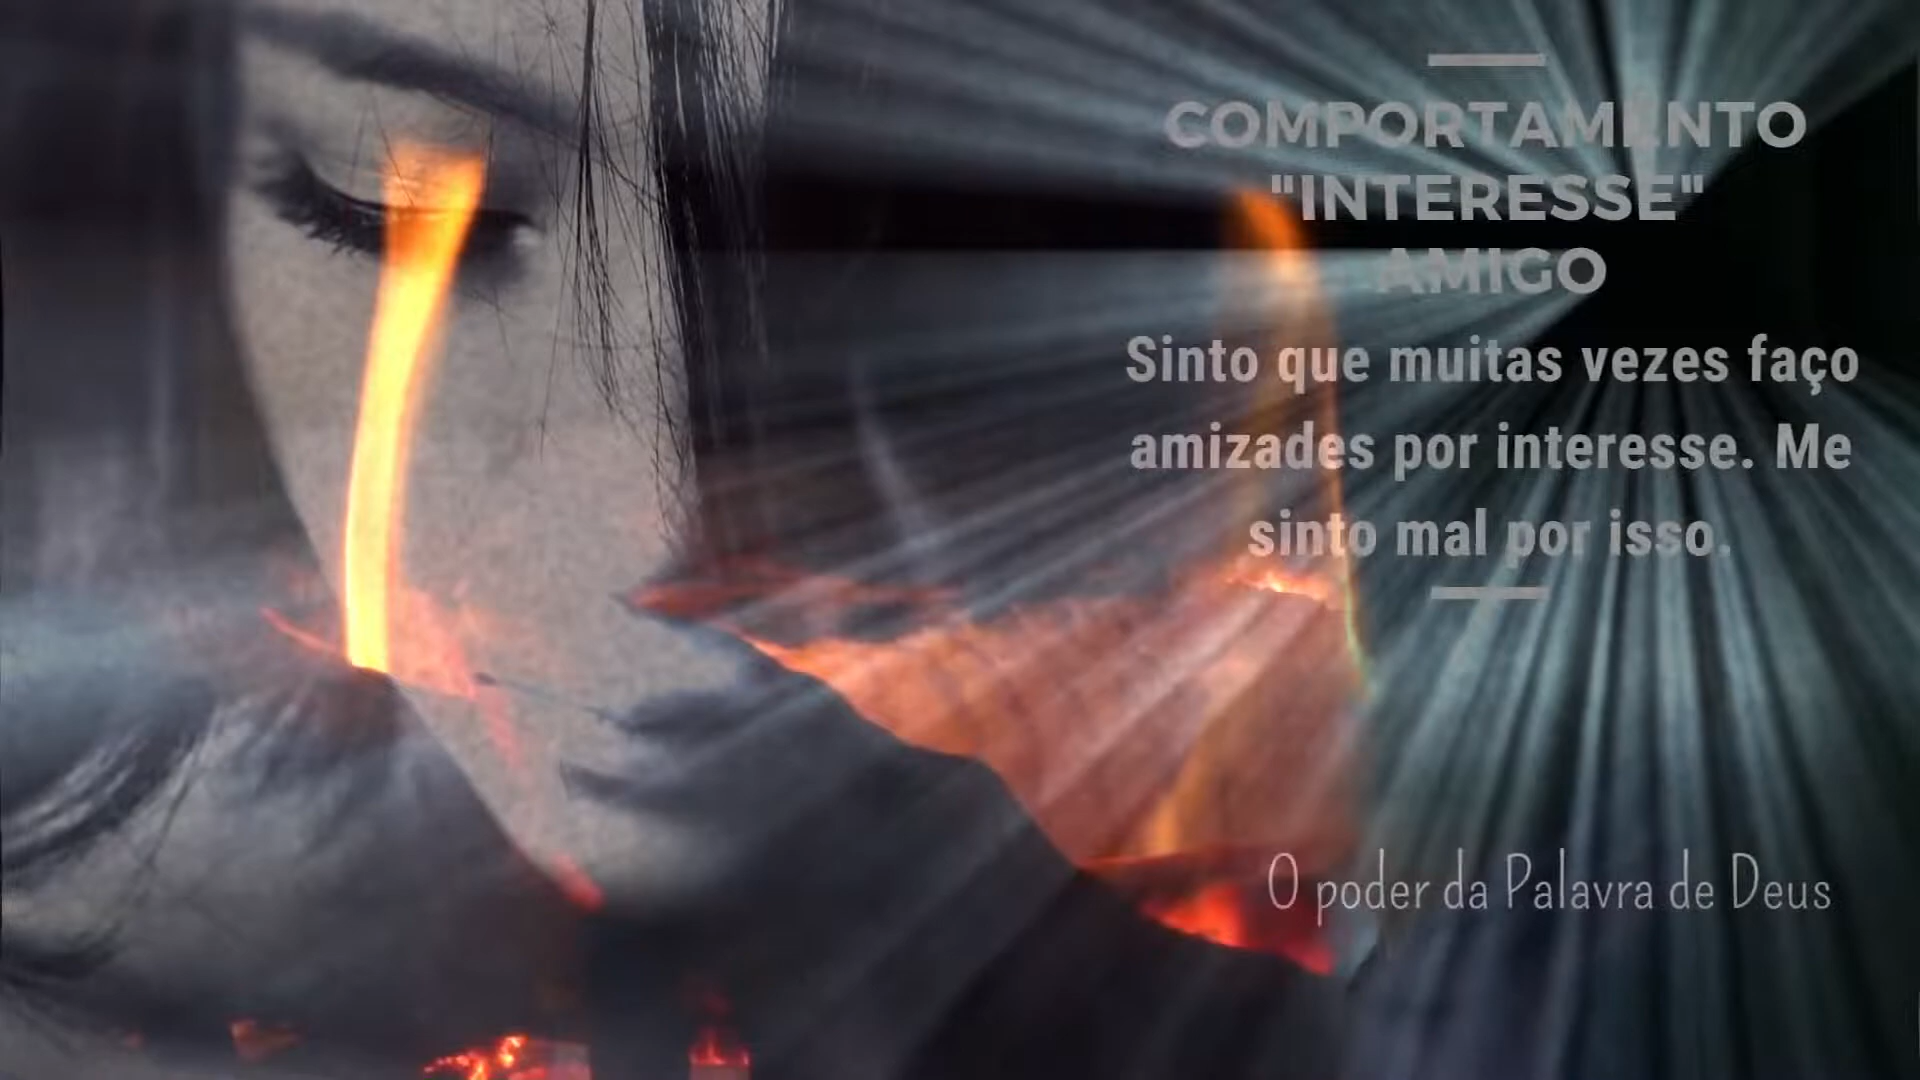 COMPORTAMENTO
"INTERESSE"
AMIGO
Sinto que muitas vezes faço
amizades por interesse. Me
sinto mal por isso.
O poder da Palavra de Deus